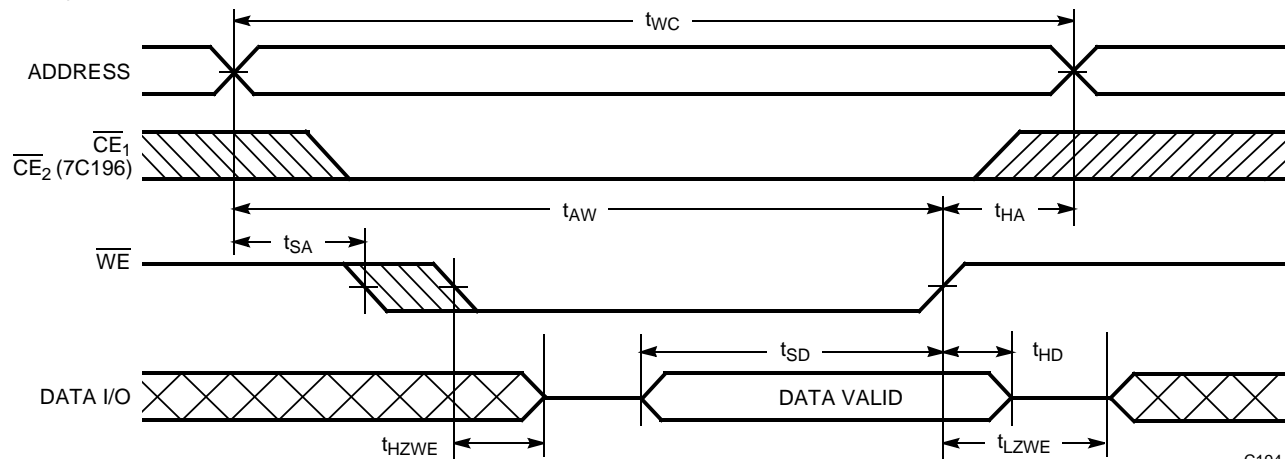 tWC
ADDRESS
CE1
CE2 (7C196)
tAW
tHA
tSA
WE
tSD
tHD
DATA I/O
DATA VALID
tHZWE
tLZWE